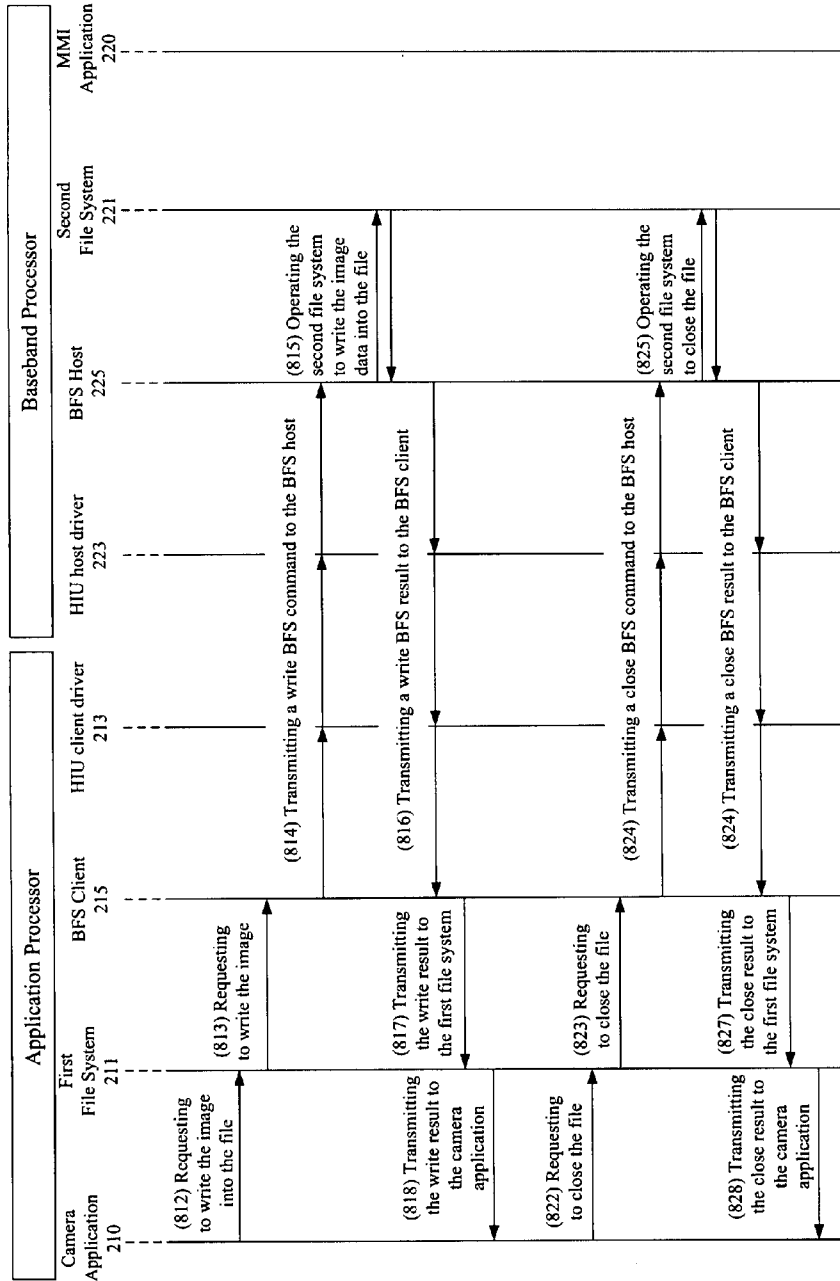 Application Processor
Baseband Processor
Camera
Application
210
First
File System
211
BFS Client
215
HIU client driver
213
HIU host driver
223
BFS Host
225
Second
File System
221
MMI
Application
220
(812) Requesting
to write the image
into the file
(813) Requesting
to write the image
(814) Transmitting a write BFS command to the BFS host
(815) Operating the
second file system
to write the image
data into the file
(816) Transmitting a write BFS result to the BFS client
(817) Transmitting
the write result to
the first file system
(818) Transmitting
the write result to
the camera
application
(822) Requesting
to close the file
(823) Requesting
to close the file
(824) Transmitting a close BFS command to the BFS host
(825) Operating the
second file system
to close the file
(824) Transmitting a close BFS result to the BFS client
(827) Transmitting
the close result to
the first file system
(828) Transmitting
the close result to
the camera
application